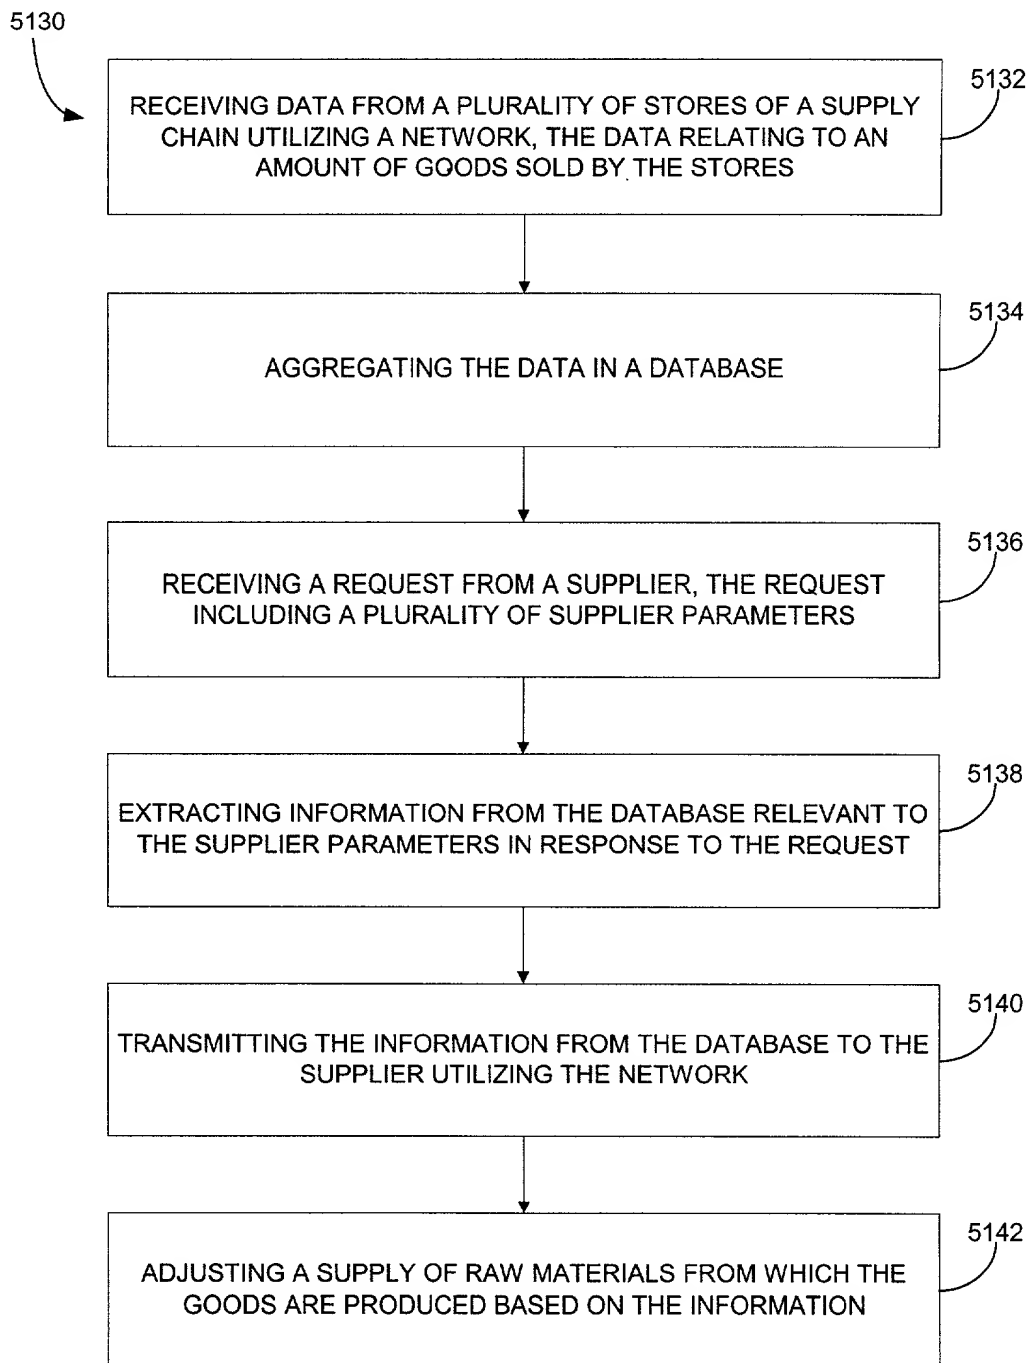 5130
RECEIVING DATA FROM A PLURALITY OF STORES OF A SUPPLY
CHAIN UTILIZING A NETWORK, THE DATA RELATING TO AN
AMOUNT OF GOODS SOLD BY THE STORES
5132
AGGREGATING THE DATA IN A DATABASE
5134
RECEIVING A REQUEST FROM A SUPPLIER, THE REQUEST
INCLUDING A PLURALITY OF SUPPLIER PARAMETERS
5136
EXTRACTING INFORMATION FROM THE DATABASE RELEVANT TO
THE SUPPLIER PARAMETERS IN RESPONSE TO THE REQUEST
5138
TRANSMITTING THE INFORMATION FROM THE DATABASE TO THE
SUPPLIER UTILIZING THE NETWORK
5140
ADJUSTING A SUPPLY OF RAW MATERIALS FROM WHICH THE
GOODS ARE PRODUCED BASED ON THE INFORMATION
5142